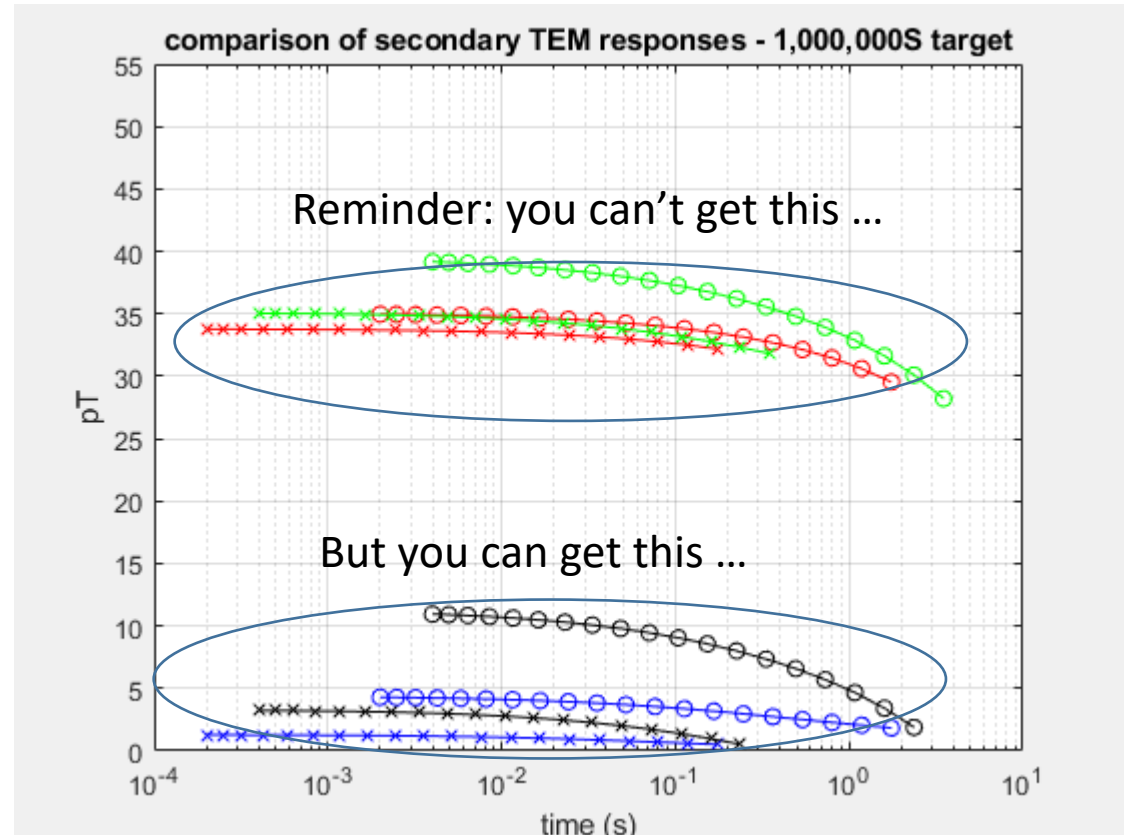 comparison of secondary TEM responses - 1,000,000S target
55
50
45
Reminder: you can't get this ...
40
35
30
pT
25
20
15
But you can get this ...
10
5
0
10^-4 10^-3 10^-2 10^-1 10^0 10^1
time (s)